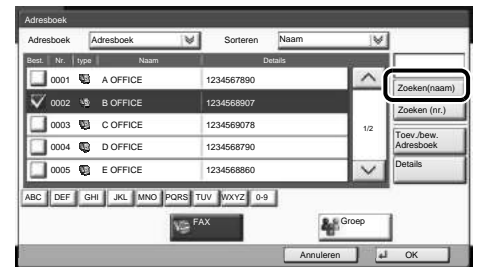 Adresboek
Adresboek Adresboek Sorteren Naam
Best. Nr. type Naam Details
0001 A OFFICE 1234567890
0002 B OFFICE 1234568907
0003 C OFFICE 1234569078
0004 D OFFICE 1234568790
0005 E OFFICE 1234568860
1/2
Zoeken(naam)
Zoeken (nr.)
Toev./bew.
Adresboek
Details
ABC DEF GHI JKL MNO PQRS TUV WXYZ 0-9
FAX Groep
Annuleren OK